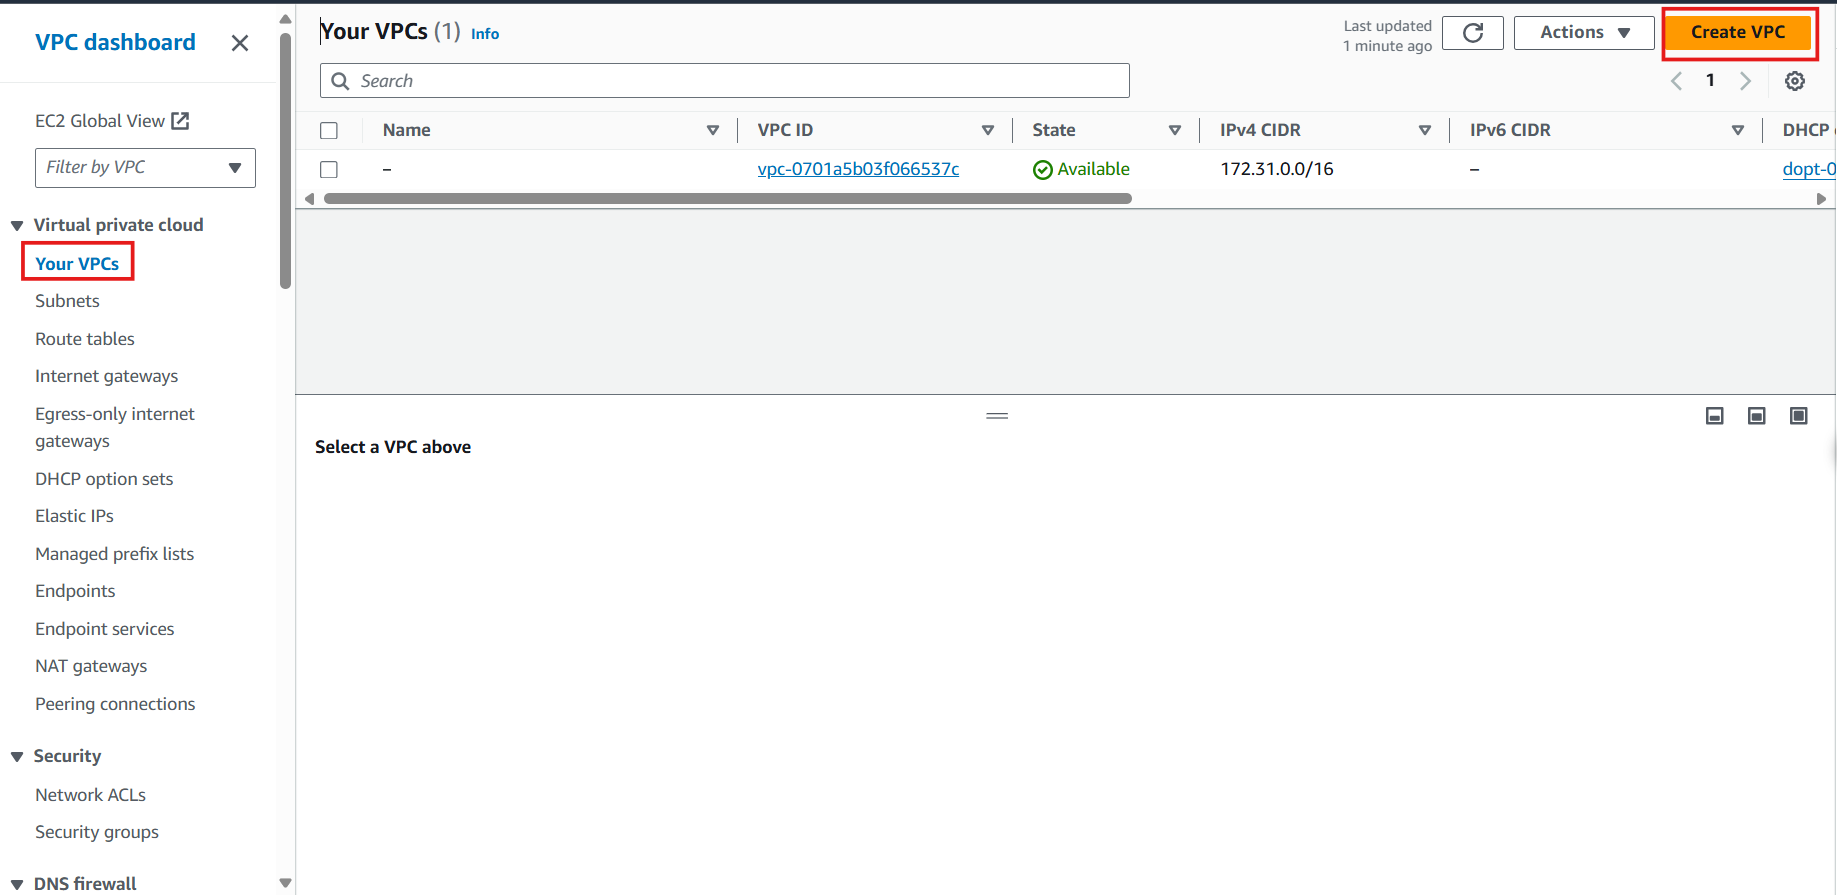 VPC dashboard
EC2 Global View
Filter by VPC
Virtual private cloud
Your VPCs
Subnets
Route tables
Internet gateways
Egress-only internet
gateways
DHCP option sets
Elastic IPs
Managed prefix lists
Endpoints
Endpoint services
NAT gateways
Peering connections
Security
Network ACLs
Security groups
DNS firewall
Your VPCs (1) Info
Last updated
1 minute ago
Actions
Create VPC
Search
1
Name VPC ID State IPv4 CIDR IPv6 CIDR DHCP
– vpc-0701a5b03f066537c Available 172.31.0.0/16 – dopt-0
Select a VPC above